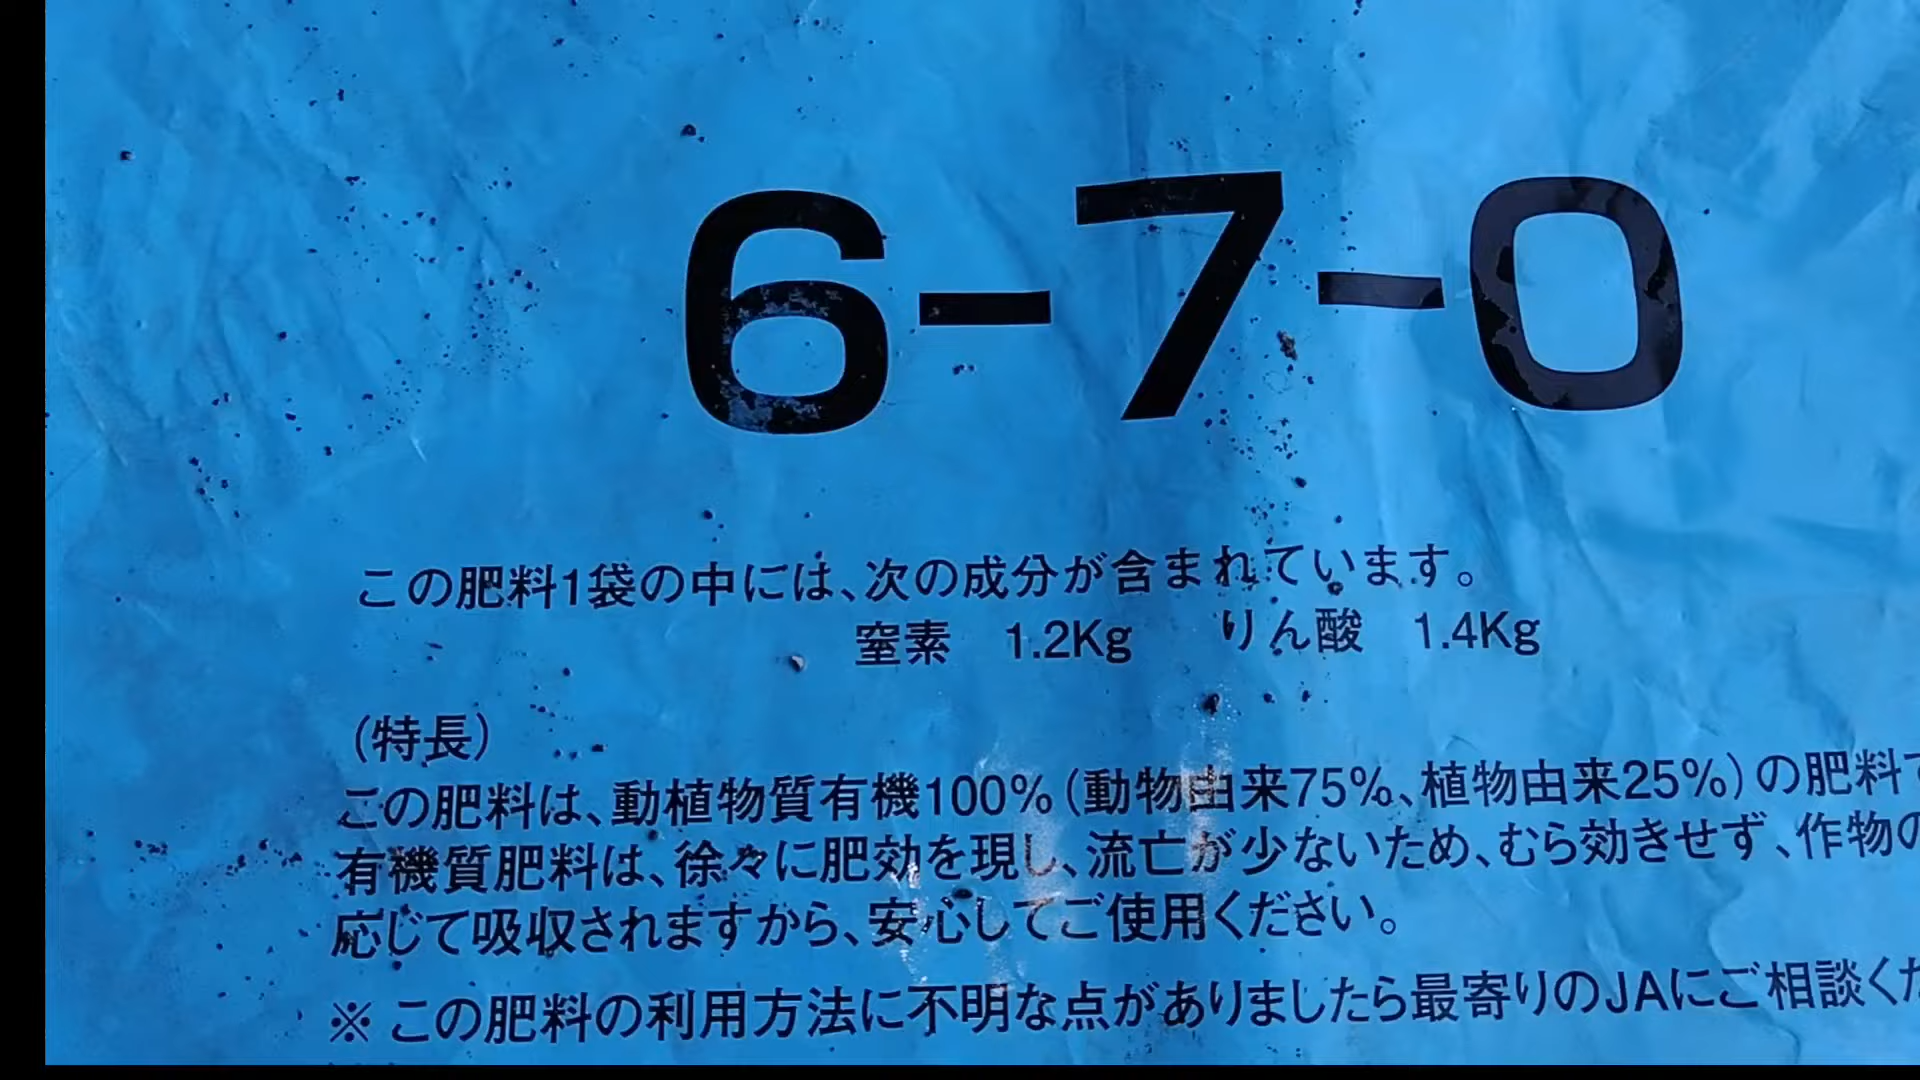 6-7-0
この肥料1袋の中には、次の成分が含まれています。
窒素 1.2Kg りん酸 1.4Kg
(特長)
この肥料は、動植物質有機100%(動物由来75%、植物由来25%)の肥料で
有機質肥料は、徐々に肥効を現し、流亡が少ないため、むら効きせず、作物の
応じて吸収されますから、安心してご使用ください。
※この肥料の利用方法に不明な点がありましたら最寄りのJAにご相談くだ